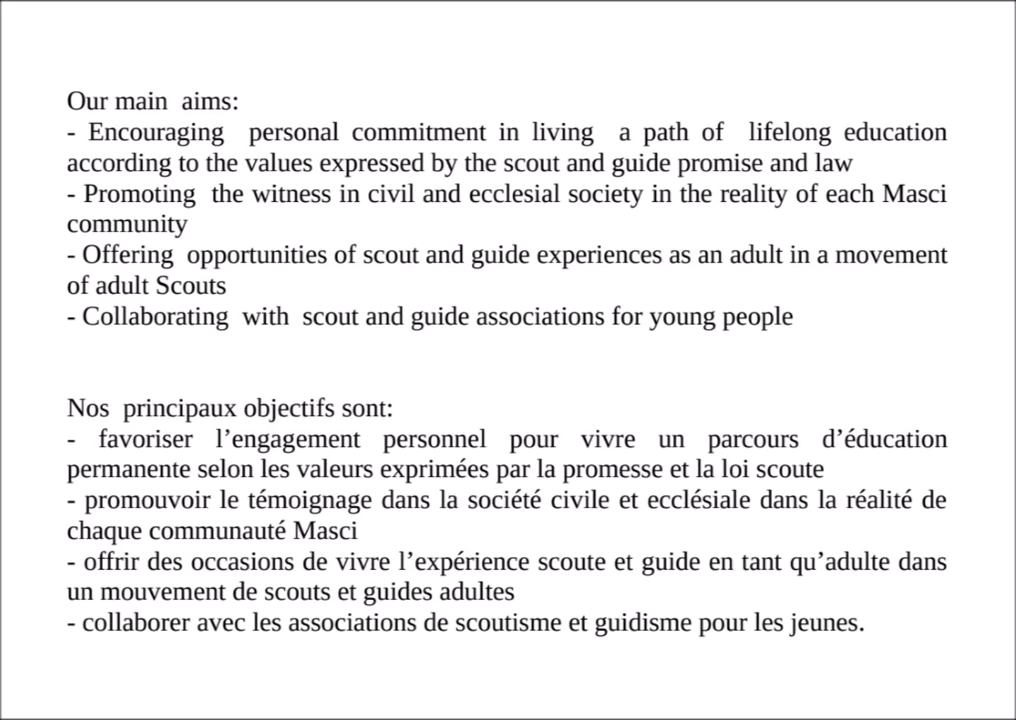 Our main aims:
- Encouraging personal commitment in living a path of lifelong education
according to the values expressed by the scout and guide promise and law
- Promoting the witness in civil and ecclesial society in the reality of each Masci
community
- Offering opportunities of scout and guide experiences as an adult in a movement
of adult Scouts
- Collaborating with scout and guide associations for young people
Nos principaux objectifs sont:
- favoriser l’engagement personnel pour vivre un parcours d’éducation
permanente selon les valeurs exprimées par la promesse et la loi scoute
- promouvoir le témoignage dans la société civile et ecclésiale dans la réalité de
chaque communauté Masci
- offrir des occasions de vivre l’expérience scoute et guide en tant qu’adulte dans
un mouvement de scouts et guides adultes
- collaborer avec les associations de scoutisme et guidisme pour les jeunes.